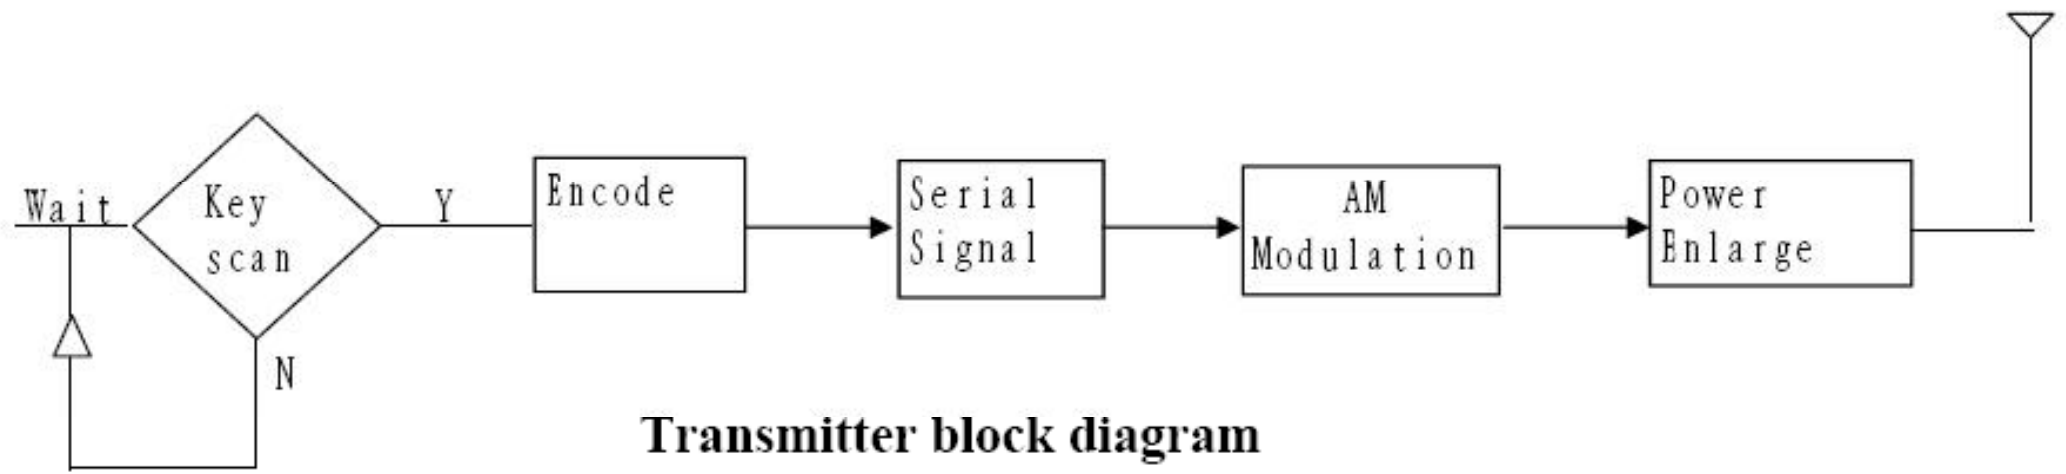 Wait
Key
scan
Y
N
Encode
Serial
Signal
AM
Modulation
Power
Enlarge
Transmitter block diagram